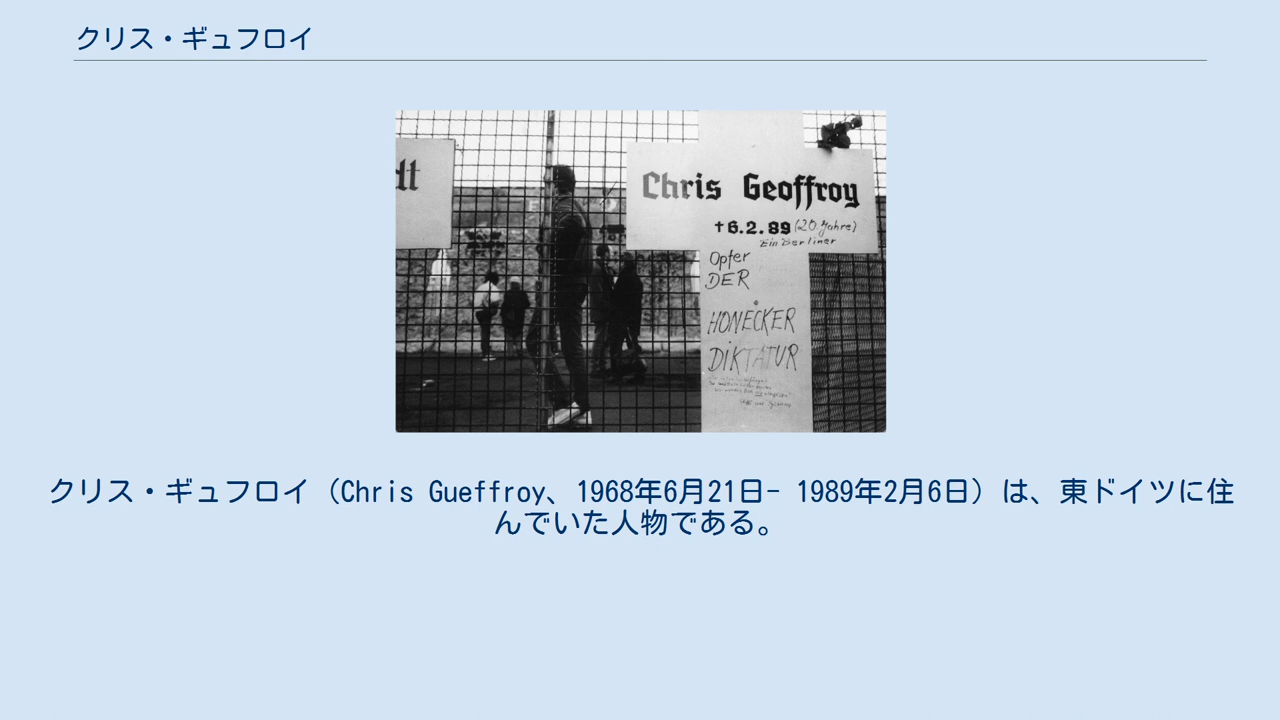 クリス・ギュフロイ
dt
Chris Geoffroy
†6.2.89 (20 Jahre)
Ein Berliner
Opfer
DER
HONECKER
DIKTATUR
クリス・ギュフロイ（Chris Gueffroy、1968年6月21日- 1989年2月6日）は、東ドイツに住
んでいた人物である。